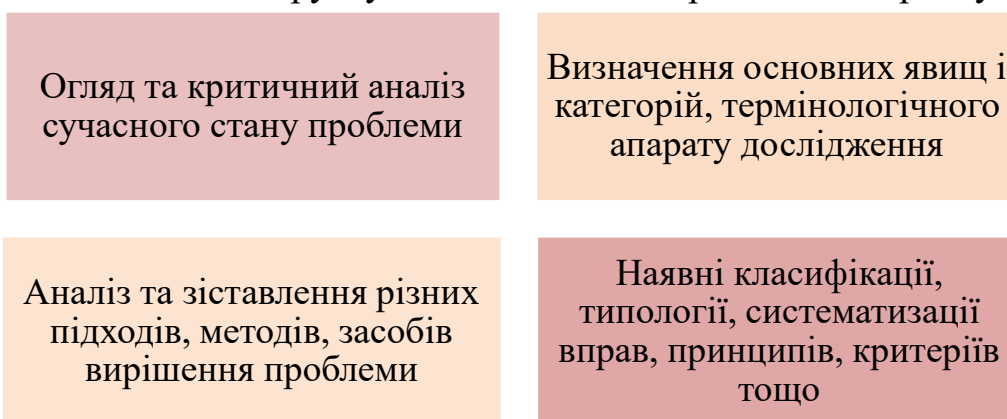 Огляд та критичний аналіз
сучасного стану проблеми
Визначення основних явищ і
категорій, термінологічного
апарату дослідження
Аналіз та зіставлення різних
підходів, методів, засобів
вирішення проблеми
Наявні класифікації,
типології, систематизації
вправ, принципів, критеріїв
тощо